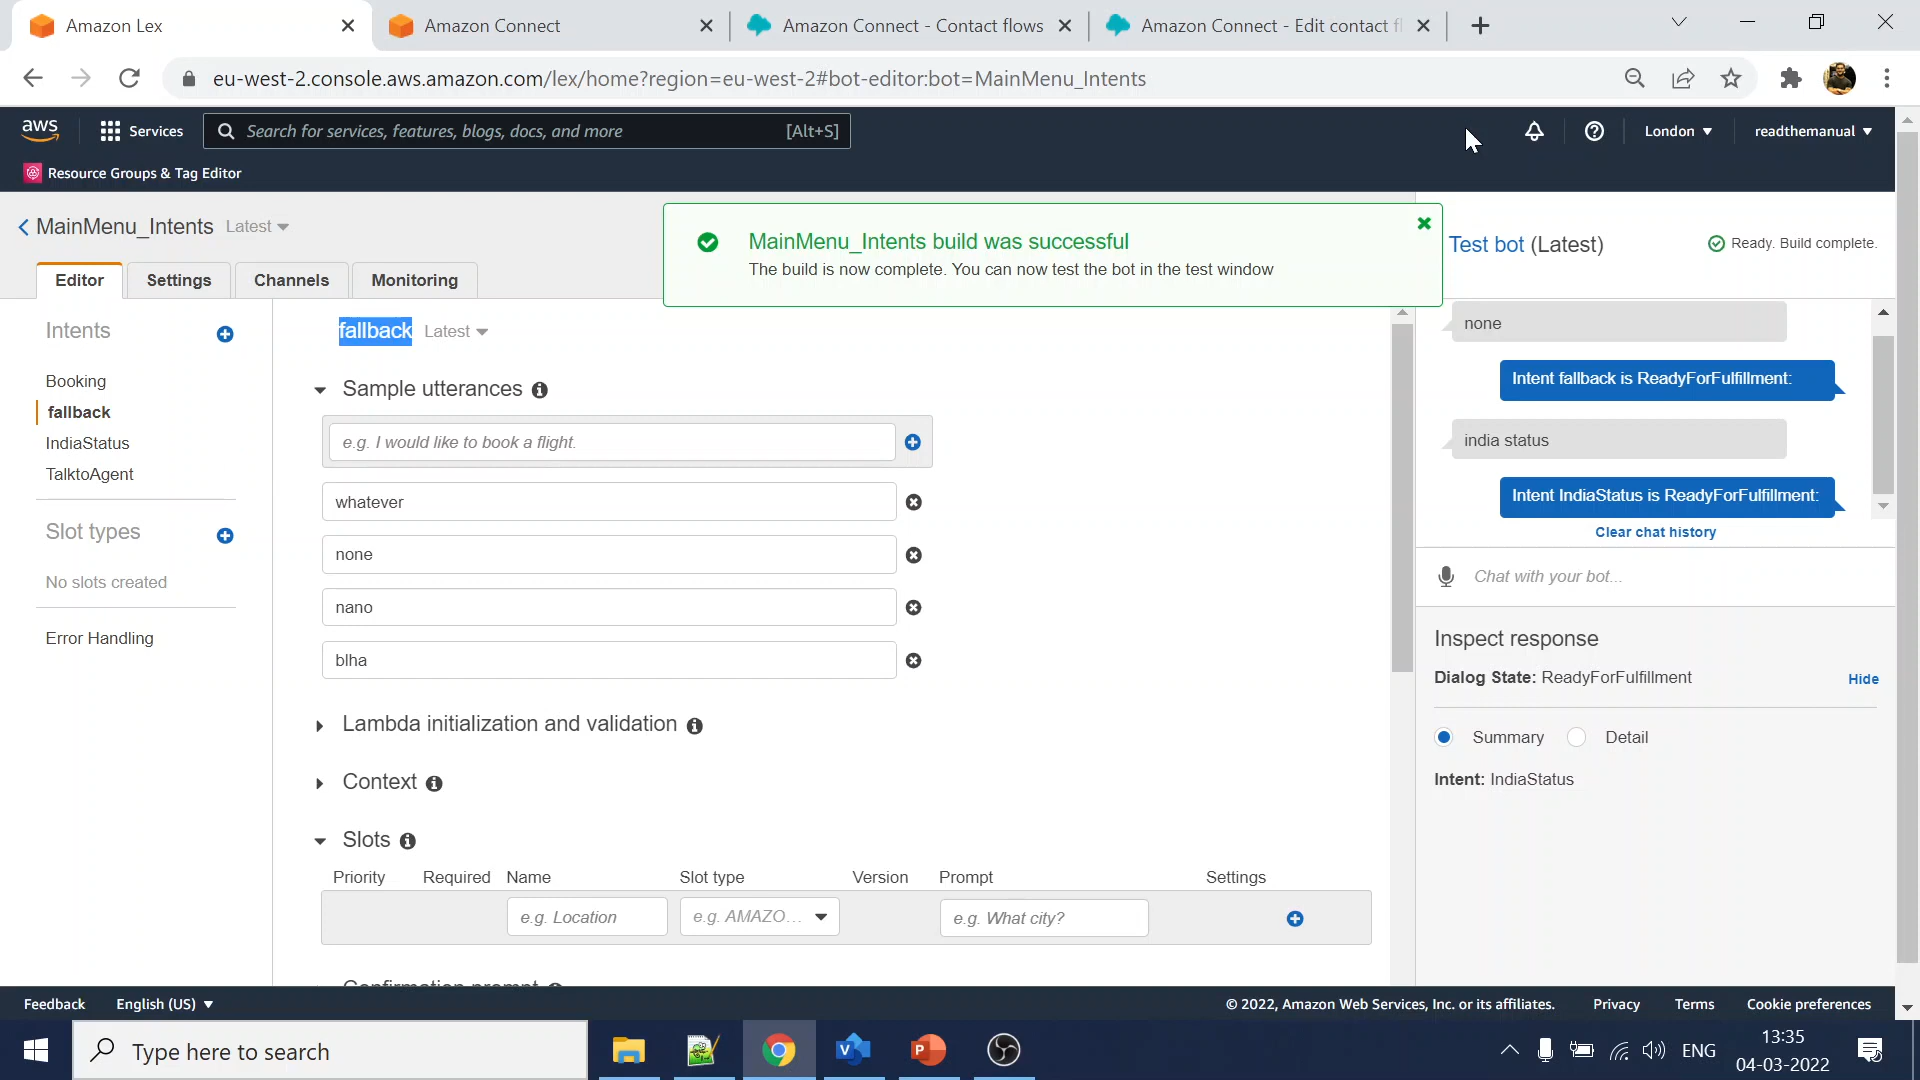 Amazon Lex
Amazon Connect
Amazon Connect - Contact flows
Amazon Connect - Edit contact fl
eu-west-2.console.aws.amazon.com/lex/home?region=eu-west-2#bot-editor:bot=MainMenu_Intents
aws
Services
Search for services, features, blogs, docs, and more
[Alt+S]
London
readthemanual
Resource Groups & Tag Editor
MainMenu_Intents
Latest
MainMenu_Intents build was successful
The build is now complete. You can now test the bot in the test window
Test bot (Latest)
Ready. Build complete.
Editor
Settings
Channels
Monitoring
Intents
Booking
fallback
IndiaStatus
TalktoAgent
Slot types
No slots created
Error Handling
fallback
Latest
Sample utterances
e.g. I would like to book a flight.
whatever
none
nano
blha
Lambda initialization and validation
Context
Slots
Priority
Required
Name
Slot type
Version
Prompt
Settings
e.g. Location
e.g. AMAZO...
e.g. What city?
Confirmation prompt
none
Intent fallback is ReadyForFulfillment:
india status
Intent IndiaStatus is ReadyForFulfillment:
Clear chat history
Chat with your bot...
Inspect response
Dialog State: ReadyForFulfillment
Hide
Summary
Detail
Intent: IndiaStatus
Feedback
English (US)
© 2022, Amazon Web Services, Inc. or its affiliates.
Privacy
Terms
Cookie preferences
Type here to search
V
P
ENG
13:35
04-03-2022